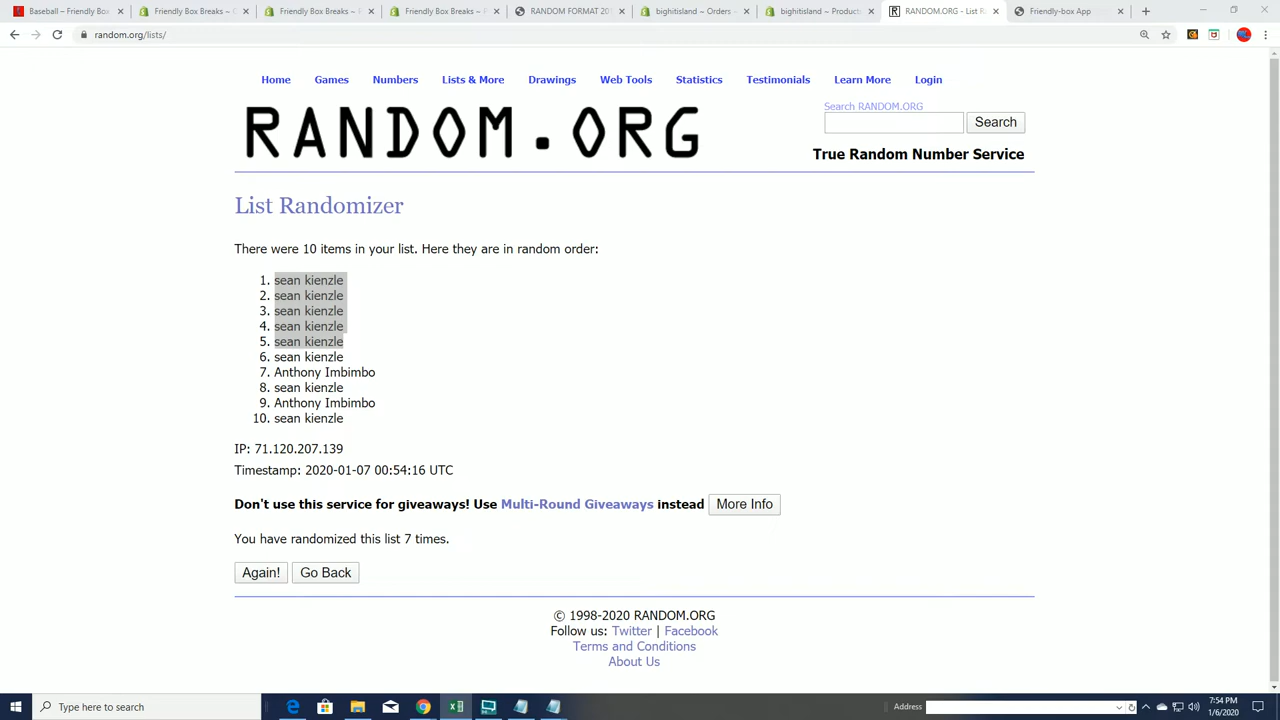 Baseball – Friendly Box
Friendly Box Breaks –
Friendly Box Breaks –
Friendly Box Breaks –
RANDOM FORMAT 20
bighitisland – Orders –
bighitisland – Product
RANDOM.ORG - List R
Friendly-box App
random.org/lists/
Home Games Numbers Lists & More Drawings Web Tools Statistics Testimonials Learn More Login
RANDOM.ORG
Search RANDOM.ORG
Search
True Random Number Service
List Randomizer
There were 10 items in your list. Here they are in random order:
1. sean kienzle
2. sean kienzle
3. sean kienzle
4. sean kienzle
5. sean kienzle
6. sean kienzle
7. Anthony Imbimbo
8. sean kienzle
9. Anthony Imbimbo
10. sean kienzle
IP: 71.120.207.139
Timestamp: 2020-01-07 00:54:16 UTC
Don't use this service for giveaways! Use Multi-Round Giveaways instead More Info
You have randomized this list 7 times.
Again! Go Back
© 1998-2020 RANDOM.ORG
Follow us: Twitter | Facebook
Terms and Conditions
About Us
Type here to search
Address
7:54 PM
1/6/2020